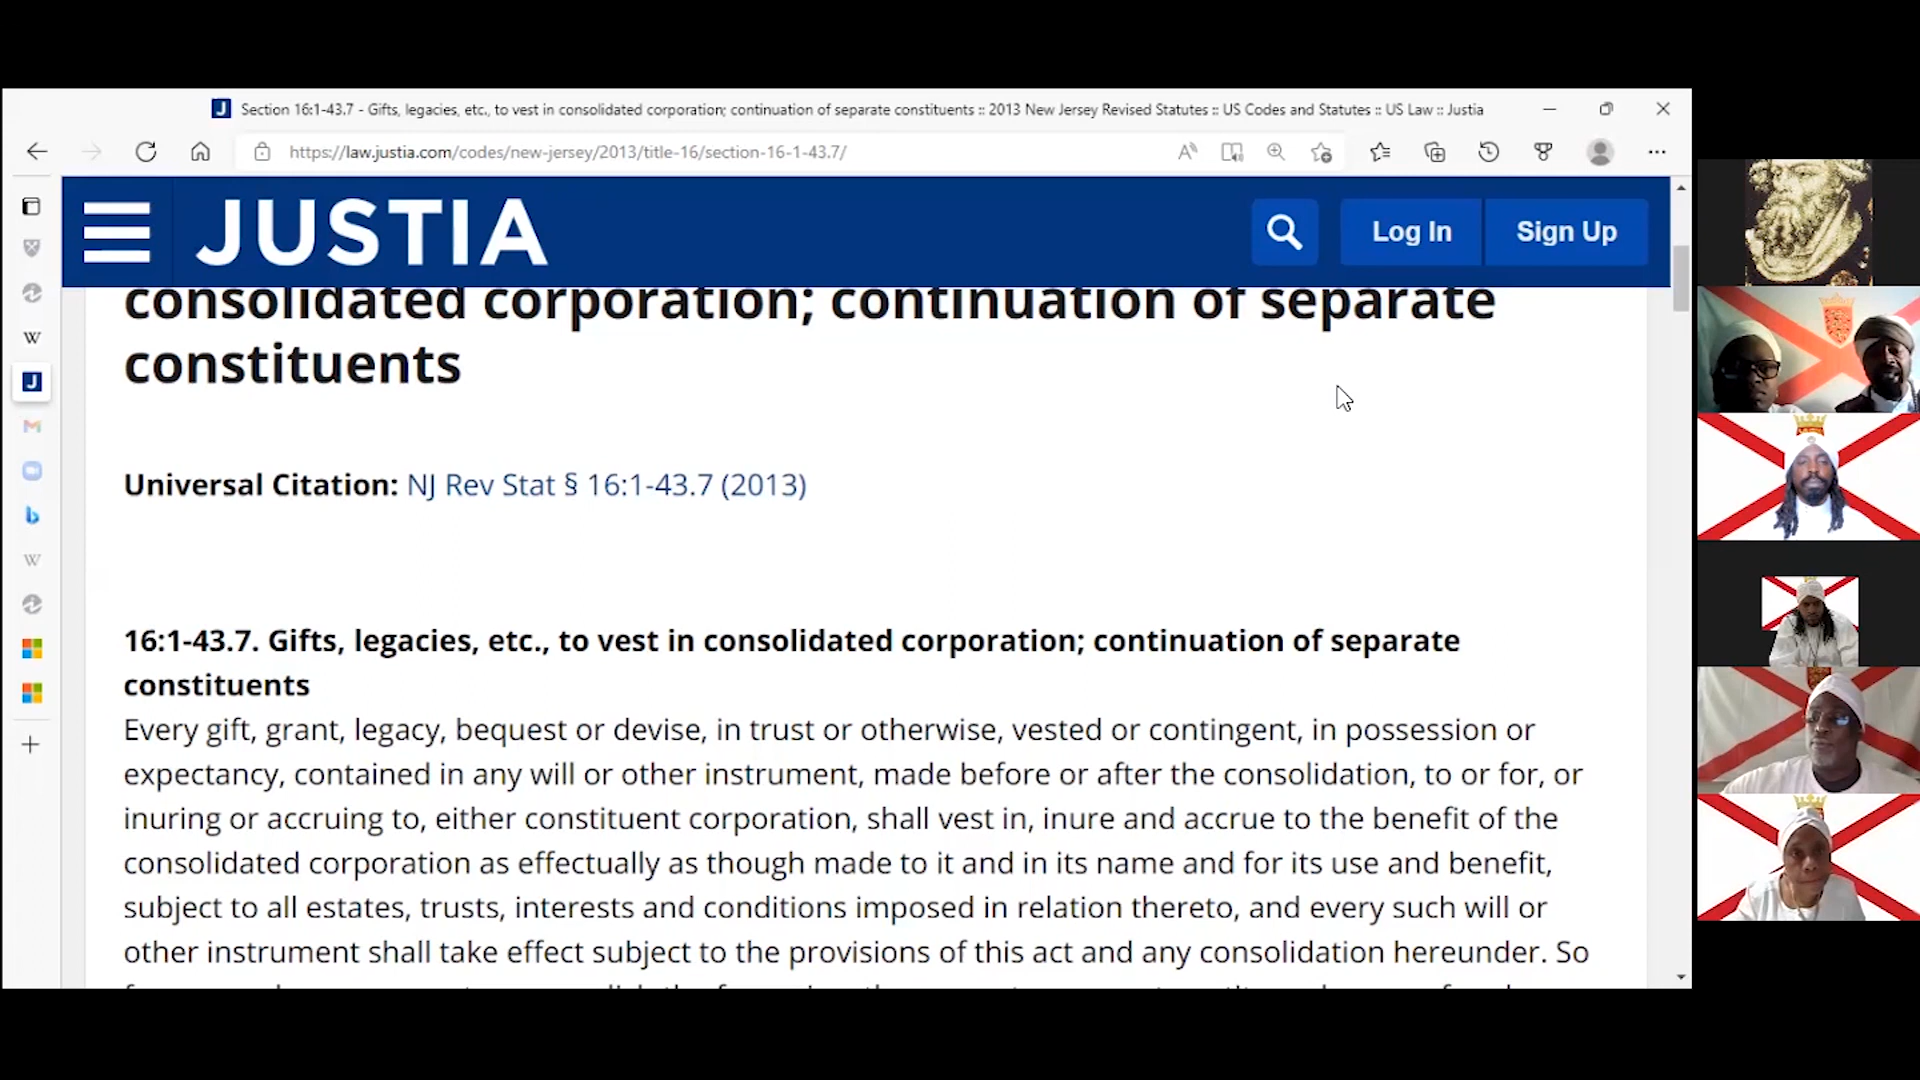 Section 16:1-43.7 - Gifts, legacies, etc., to vest in consolidated corporation; continuation of separate constituents :: 2013 New Jersey Revised Statutes :: US Codes and Statutes :: US Law :: Justia
https://law.justia.com/codes/new-jersey/2013/title-16/section-16-1-43.7/
JUSTIA
Log In
Sign Up
consolidated corporation; continuation of separate
constituents
Universal Citation: NJ Rev Stat § 16:1-43.7 (2013)
16:1-43.7. Gifts, legacies, etc., to vest in consolidated corporation; continuation of separate
constituents
Every gift, grant, legacy, bequest or devise, in trust or otherwise, vested or contingent, in possession or
expectancy, contained in any will or other instrument, made before or after the consolidation, to or for, or
inuring or accruing to, either constituent corporation, shall vest in, inure and accrue to the benefit of the
consolidated corporation as effectually as though made to it and in its name and for its use and benefit,
subject to all estates, trusts, interests and conditions imposed in relation thereto, and every such will or
other instrument shall take effect subject to the provisions of this act and any consolidation hereunder. So